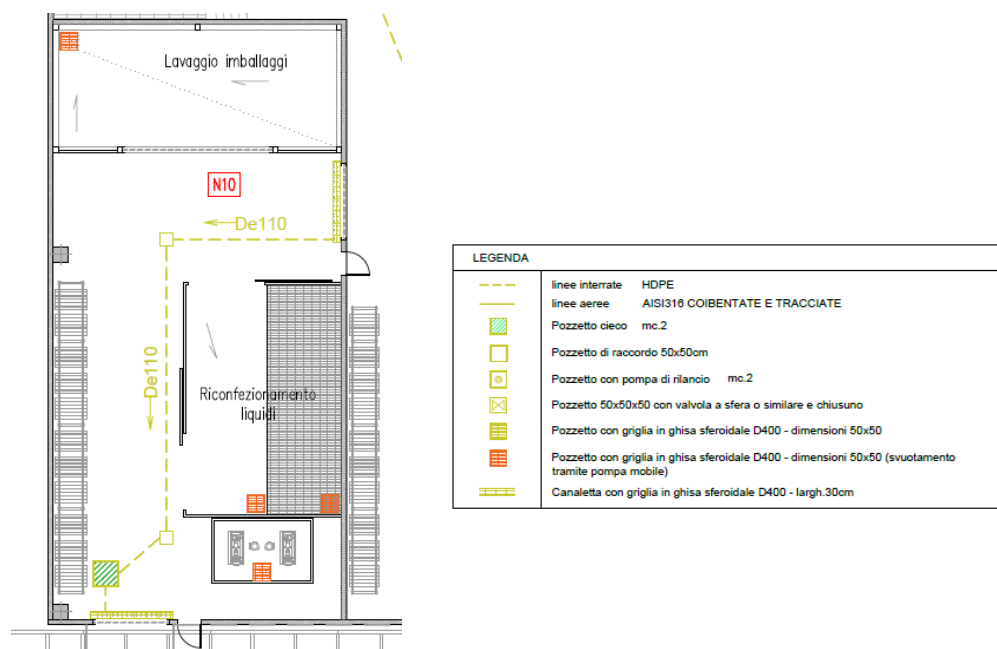 Lavaggio imballaggi
N10
De110
De110
Riconfezionamento
liquidi
LEGENDA
linee interrate HDPE
linee aeree AISI316 COIBENTATE E TRACCIATE
Pozzetto cieco mc.2
Pozzetto di raccordo 50x50cm
Pozzetto con pompa di rilancio mc.2
Pozzetto 50x50x50 con valvola a sfera o similare e chiusuno
Pozzetto con griglia in ghisa sferoidale D400 - dimensioni 50x50
Pozzetto con griglia in ghisa sferoidale D400 - dimensioni 50x50 (svuotamento
tramite pompa mobile)
Canaletta con griglia in ghisa sferoidale D400 - largh.30cm